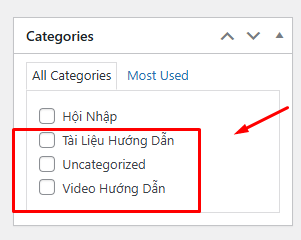 Categories
All Categories Most Used
Hội Nhập
Tài Liệu Hướng Dẫn
Uncategorized
Video Hướng Dẫn